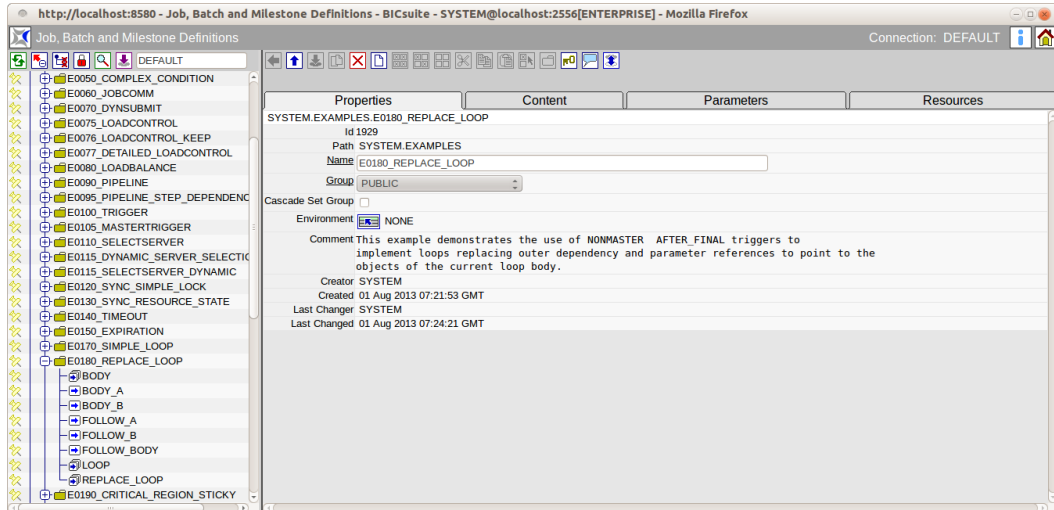 http://localhost:8580 - Job, Batch and Milestone Definitions - BICsuite - SYSTEM@localhost:2556[ENTERPRISE] - Mozilla Firefox
Job, Batch and Milestone Definitions
Connection: DEFAULT
DEFAULT
E0050_COMPLEX_CONDITION
E0060_JOBCOMM
E0070_DYNSUBMIT
E0075_LOADCONTROL
E0076_LOADCONTROL_KEEP
E0077_DETAILED_LOADCONTROL
E0080_LOADBALANCE
E0090_PIPELINE
E0095_PIPELINE_STEP_DEPENDENC
E0100_TRIGGER
E0105_MASTERTRIGGER
E0110_SELECTSERVER
E0115_DYNAMIC_SERVER_SELECTIO
E0115_SELECTSERVER_DYNAMIC
E0120_SYNC_SIMPLE_LOCK
E0130_SYNC_RESOURCE_STATE
E0140_TIMEOUT
E0150_EXPIRATION
E0170_SIMPLE_LOOP
E0180_REPLACE_LOOP
BODY
BODY_A
BODY_B
FOLLOW_A
FOLLOW_B
FOLLOW_BODY
LOOP
REPLACE_LOOP
E0190_CRITICAL_REGION_STICKY
Properties Content Parameters Resources
SYSTEM.EXAMPLES.E0180_REPLACE_LOOP
Id 1929
Path SYSTEM.EXAMPLES
Name E0180_REPLACE_LOOP
Group PUBLIC
Cascade Set Group
Environment NONE
Comment This example demonstrates the use of NONMASTER  AFTER_FINAL triggers to
implement loops replacing outer dependency and parameter references to point to the
objects of the current loop body.
Creator SYSTEM
Created 01 Aug 2013 07:21:53 GMT
Last Changer SYSTEM
Last Changed 01 Aug 2013 07:24:21 GMT